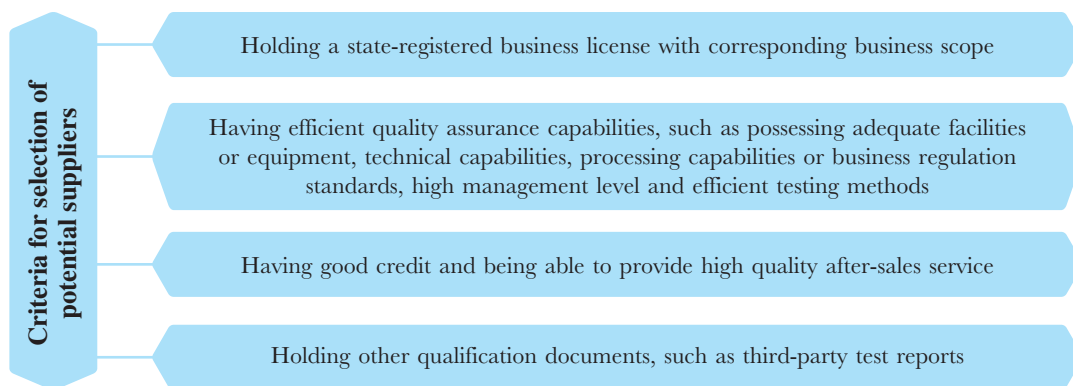 Criteria for selection of
potential suppliers
Holding a state-registered business license with corresponding business scope
Having efficient quality assurance capabilities, such as possessing adequate facilities
or equipment, technical capabilities, processing capabilities or business regulation
standards, high management level and efficient testing methods
Having good credit and being able to provide high quality after-sales service
Holding other qualification documents, such as third-party test reports